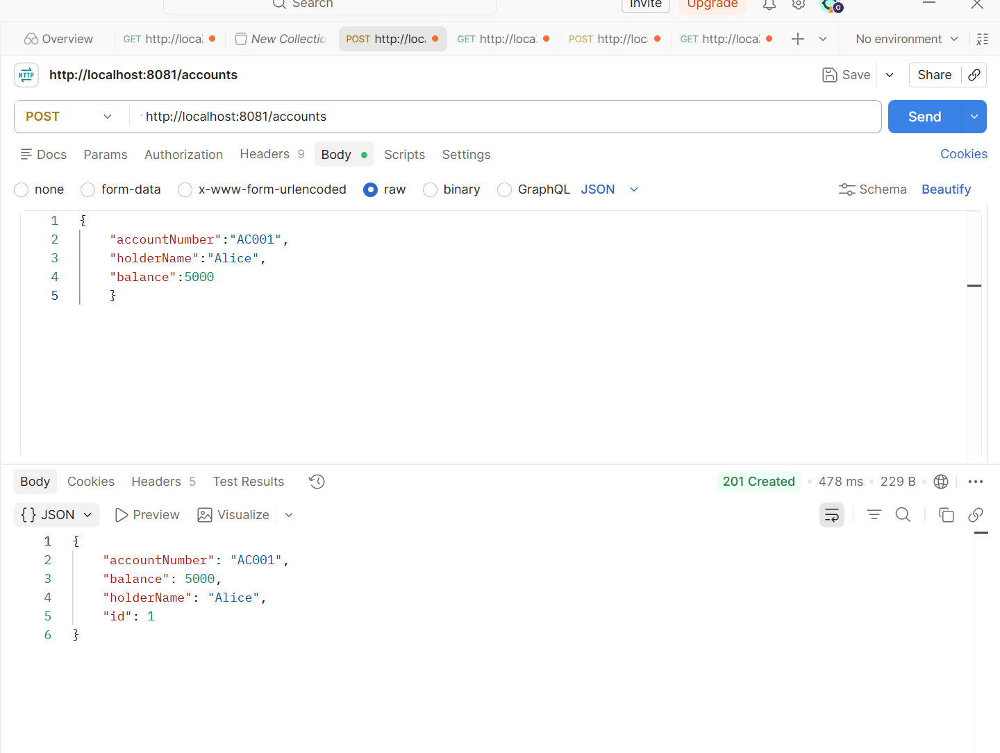 Search Invite Upgrade
Overview GET http://local New Collectio POST http://loc. GET http://local POST http://loc. GET http://local No environment
HTTP http://localhost:8081/accounts Save Share
POST http://localhost:8081/accounts Send
Docs Params Authorization Headers 9 Body Scripts Settings Cookies
none form-data x-www-form-urlencoded raw binary GraphQL JSON Schema Beautify
1 {
2 "accountNumber":"AC001",
3 "holderName":"Alice",
4 "balance":5000
5 }
Body Cookies Headers 5 Test Results 201 Created 478 ms 229 B
{} JSON Preview Visualize
1 {
2 "accountNumber": "AC001",
3 "balance": 5000,
4 "holderName": "Alice",
5 "id": 1
6 }